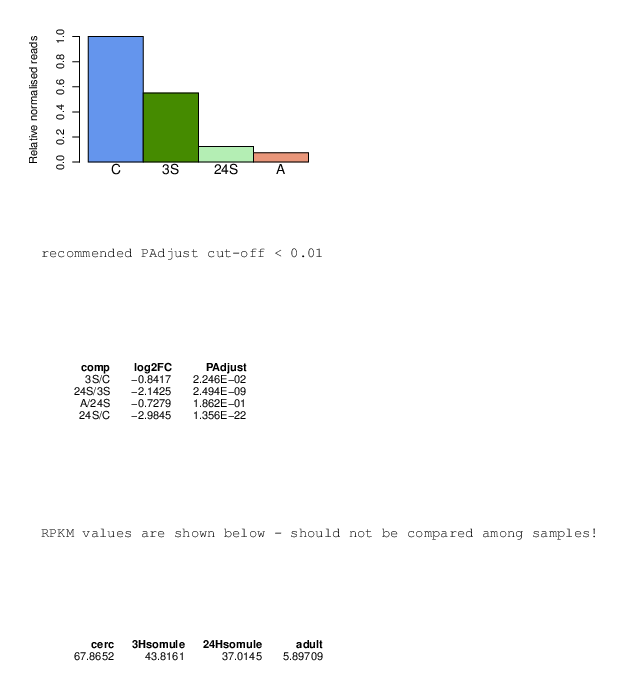 Relative normalised reads
1.0
0.8
0.6
0.4
0.2
0.0
C 3S 24S A
recommended PAdjust cut-off < 0.01
comp log2FC PAdjust
3S/C −0.8417 2.246E−02
24S/3S −2.1425 2.494E−09
A/24S −0.7279 1.862E−01
24S/C −2.9845 1.356E−22
RPKM values are shown below - should not be compared among samples!
cerc 3Hsomule 24Hsomule adult
67.8652 43.8161 37.0145 5.89709